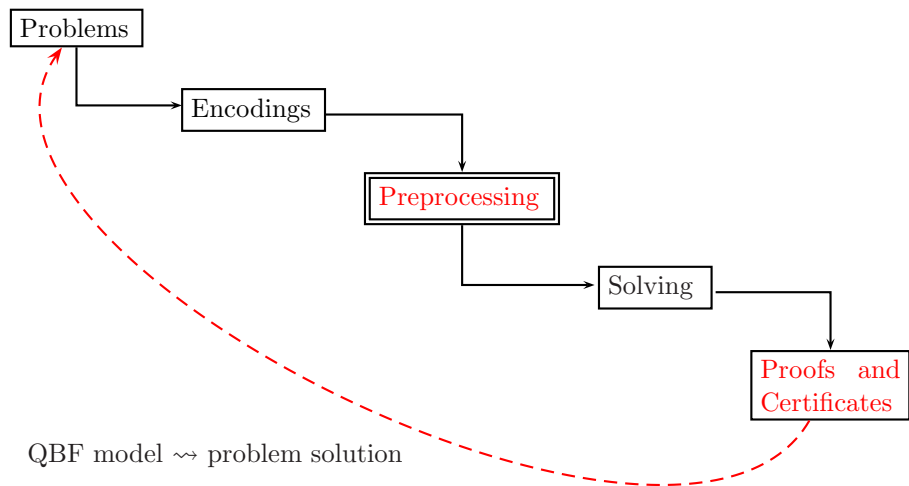 Problems
Encodings
Preprocessing
Solving
Proofs and
Certificates
QBF model ⇝ problem solution